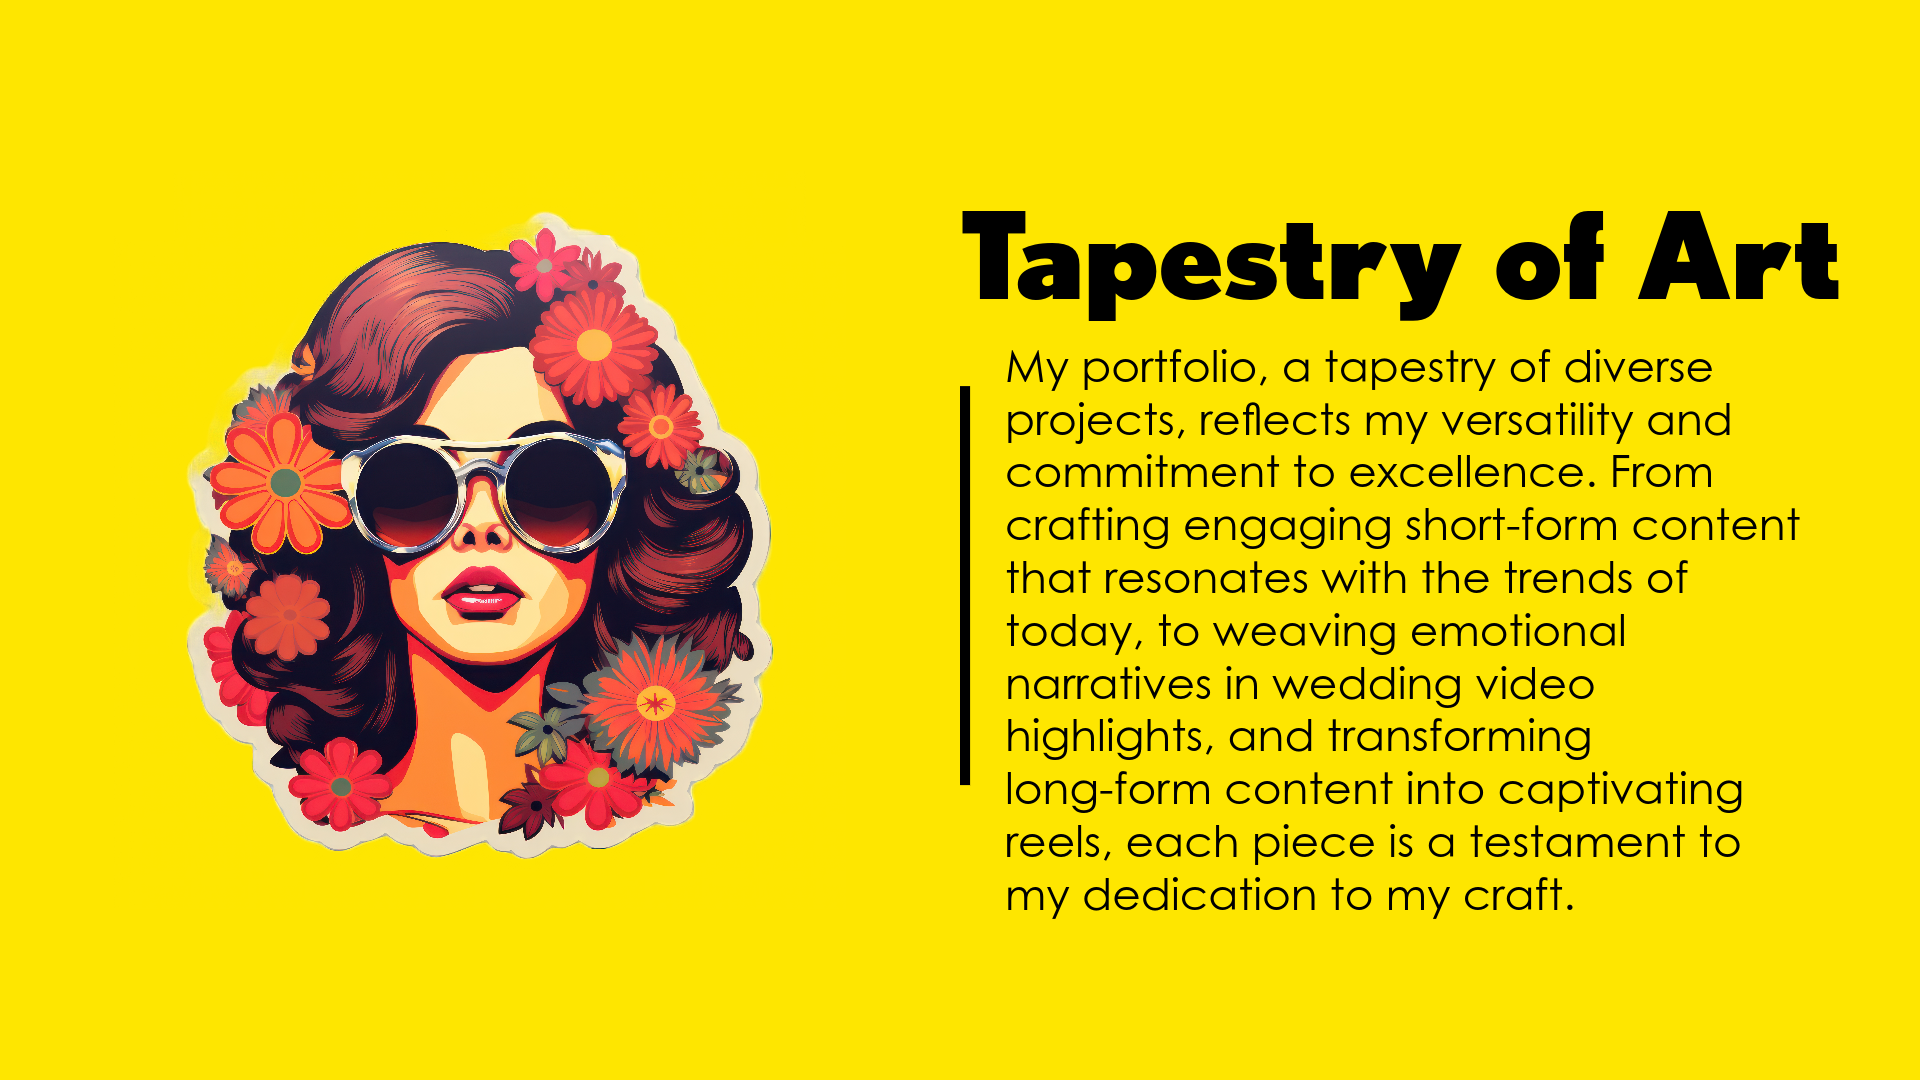 Tapestry of Art
My portfolio, a tapestry of diverse
projects, reflects my versatility and
commitment to excellence. From
crafting engaging short-form content
that resonates with the trends of
today, to weaving emotional
narratives in wedding video
highlights, and transforming
long-form content into captivating
reels, each piece is a testament to
my dedication to my craft.